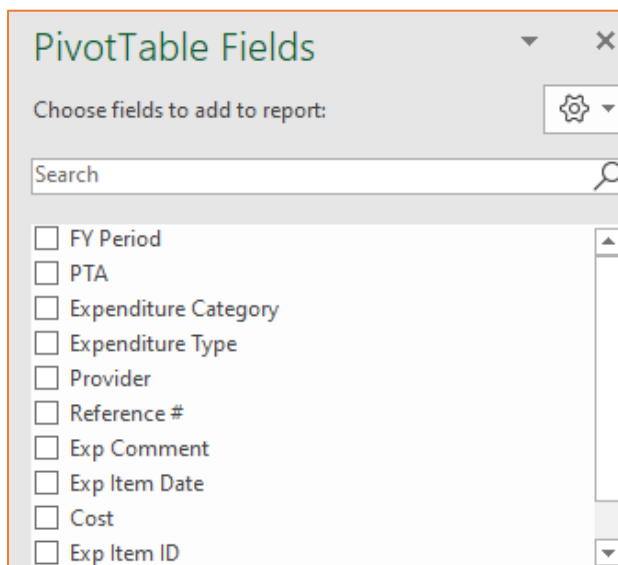 PivotTable Fields
Choose fields to add to report:
Search
FY Period
PTA
Expenditure Category
Expenditure Type
Provider
Reference #
Exp Comment
Exp Item Date
Cost
Exp Item ID